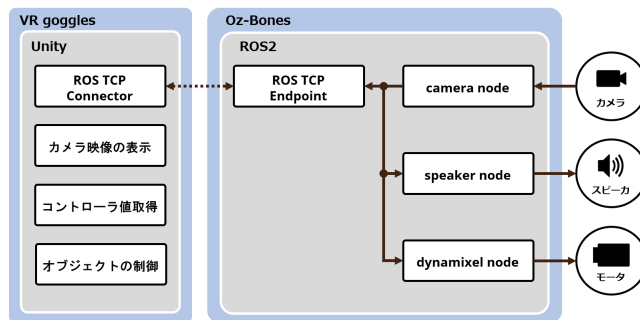 VR goggles
Unity
ROS TCP
Connector
カメラ映像の表示
コントローラ値取得
オブジェクトの制御
Oz-Bones
ROS2
ROS TCP
Endpoint
camera node
speaker node
dynamixel node
カメラ
スピーカ
モータ